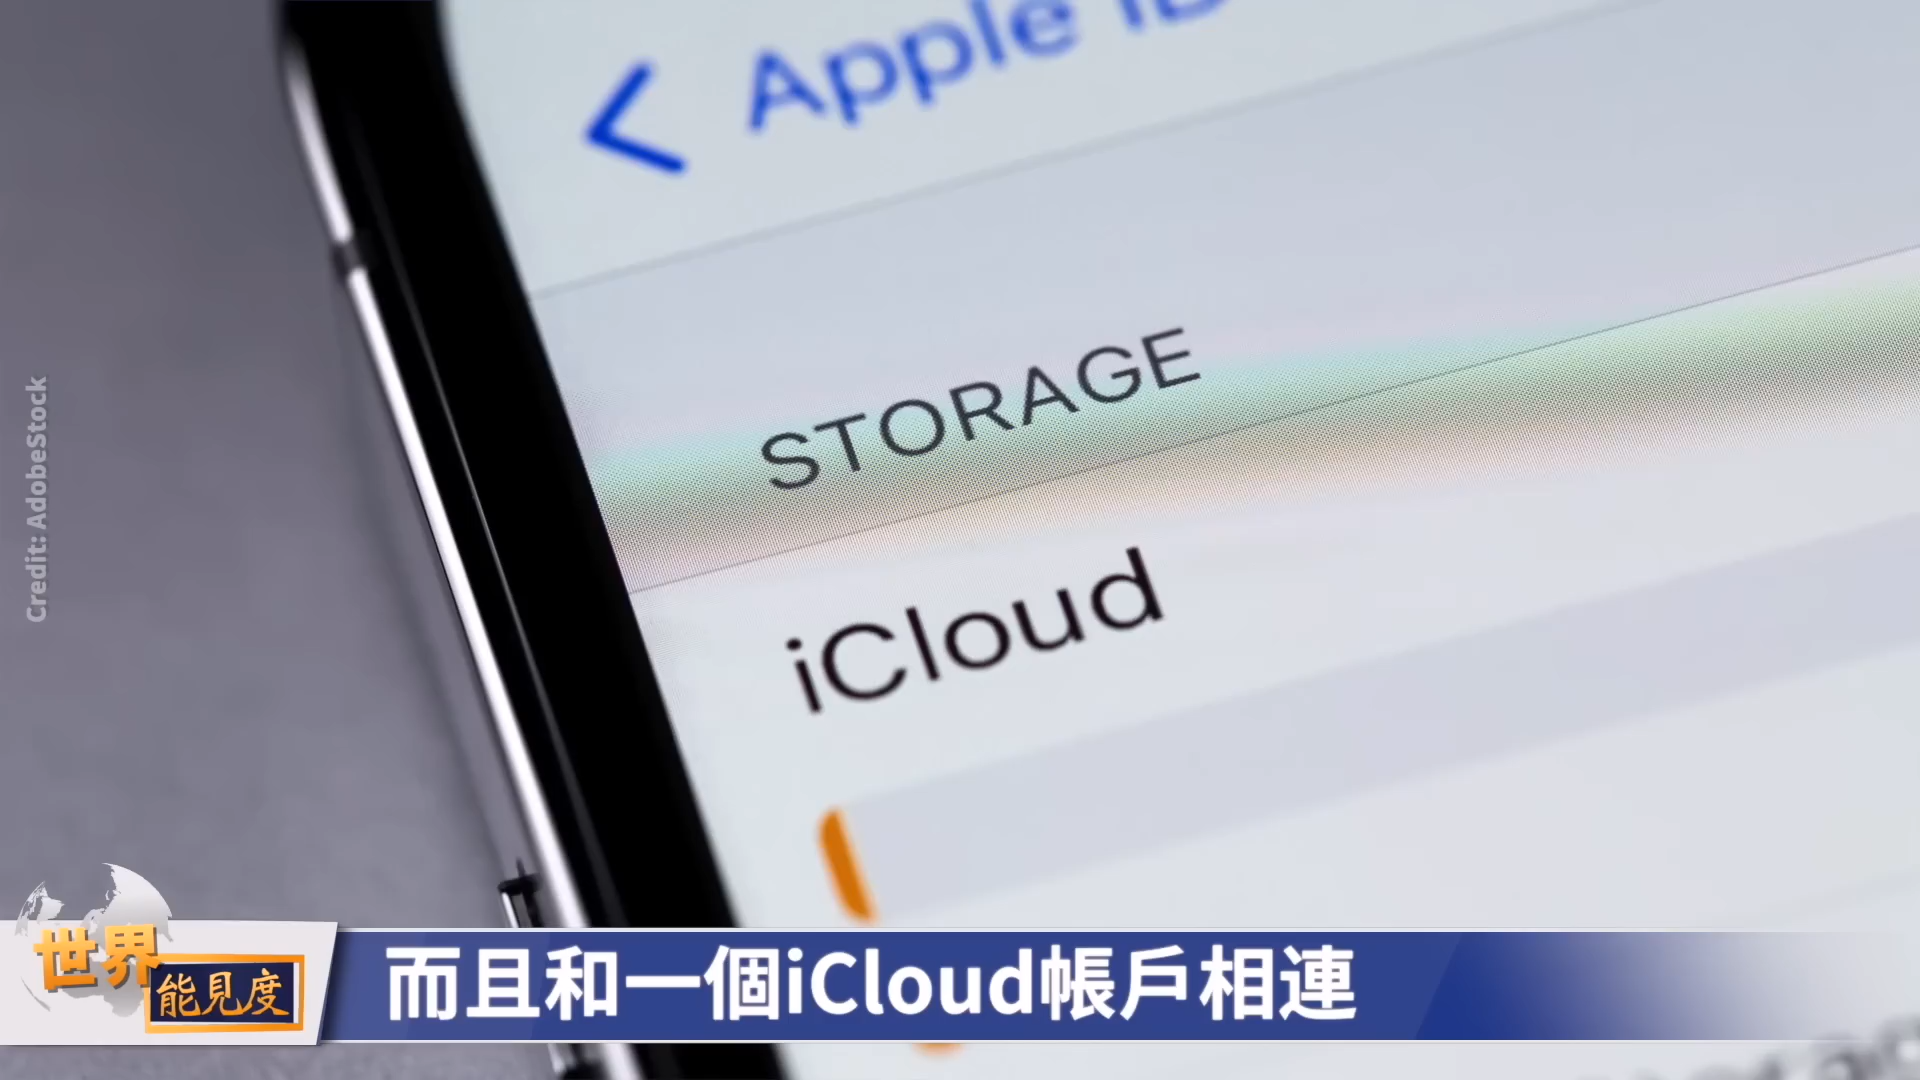 Apple ID
STORAGE
iCloud
Credit: AdobeStock
世界
能見度
而且和一個iCloud帳戶相連